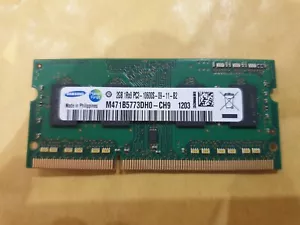 SAMSUNG
2GB 1Rx8 PC3-10600S-09-11-B2
M471B5773DH0-CH9 1203
Made in Philippines